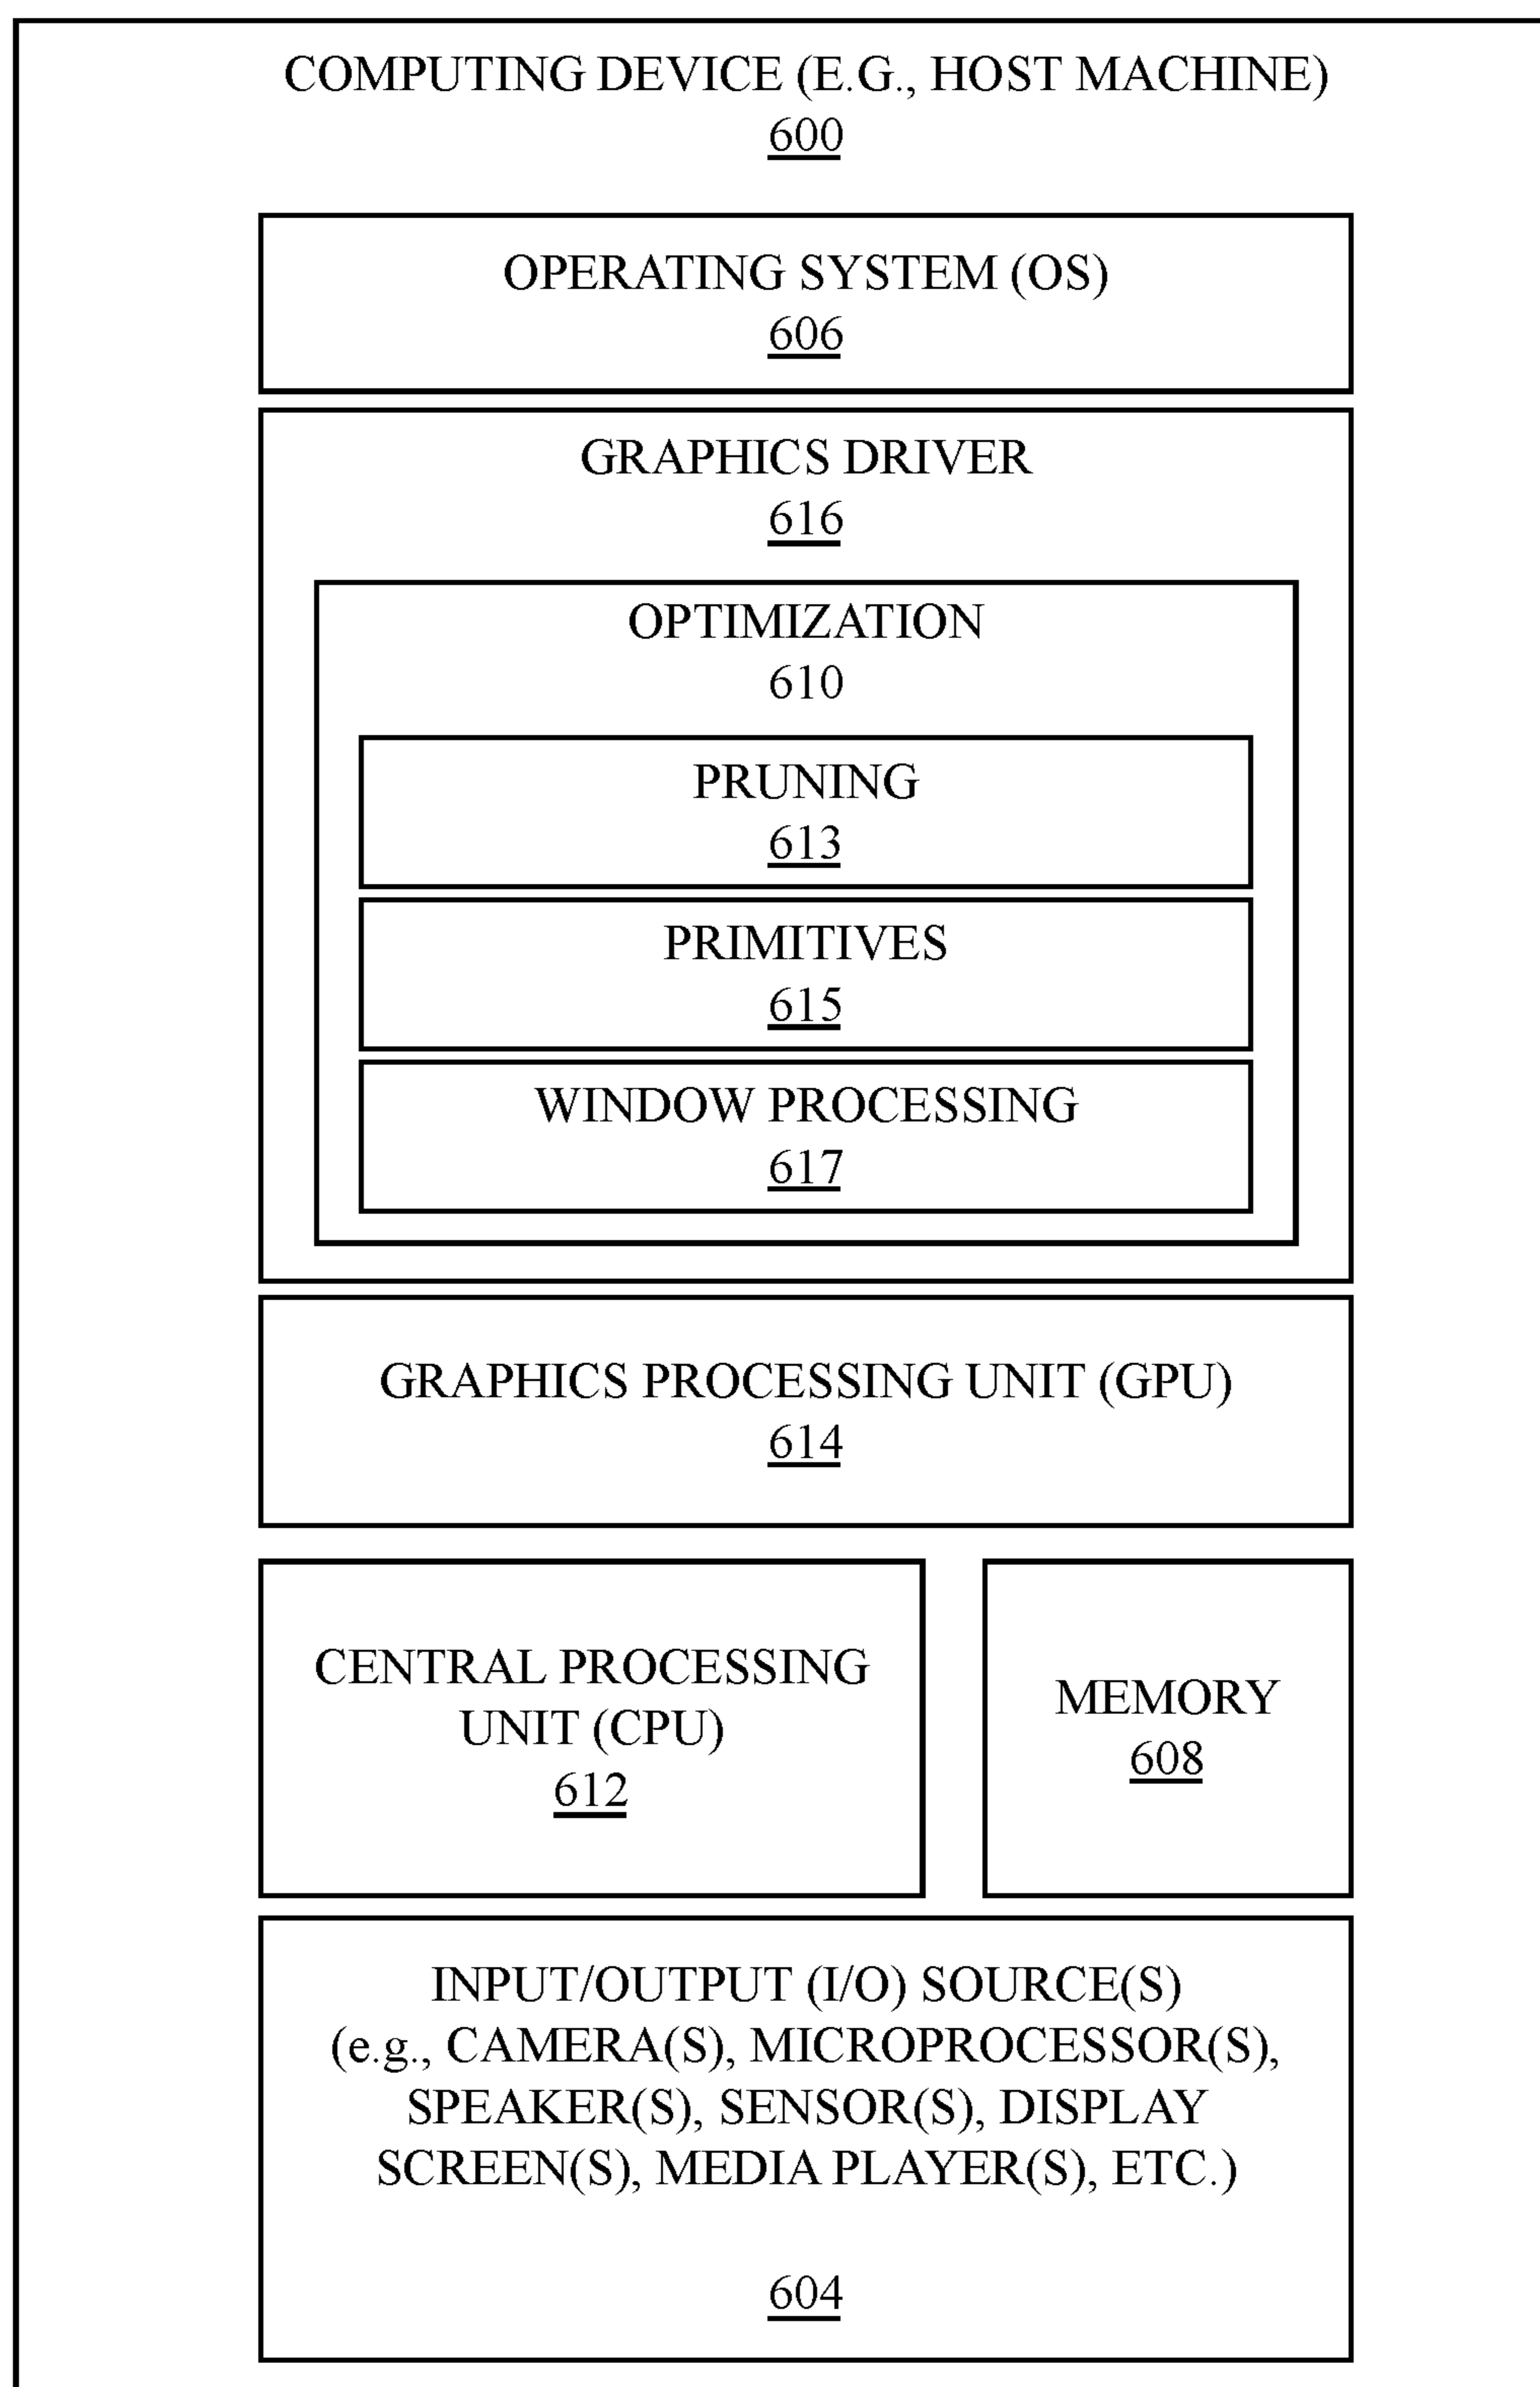 COMPUTING DEVICE (E.G., HOST MACHINE)
600
OPERATING SYSTEM (OS)
606
GRAPHICS DRIVER
616
OPTIMIZATION
610
PRUNING
613
PRIMITIVES
615
WINDOW PROCESSING
617
GRAPHICS PROCESSING UNIT (GPU)
614
CENTRAL PROCESSING
UNIT (CPU)
612
MEMORY
608
INPUT/OUTPUT (I/O) SOURCE(S)
(e.g., CAMERA(S), MICROPROCESSOR(S),
SPEAKER(S), SENSOR(S), DISPLAY
SCREEN(S), MEDIA PLAYER(S), ETC.)
604